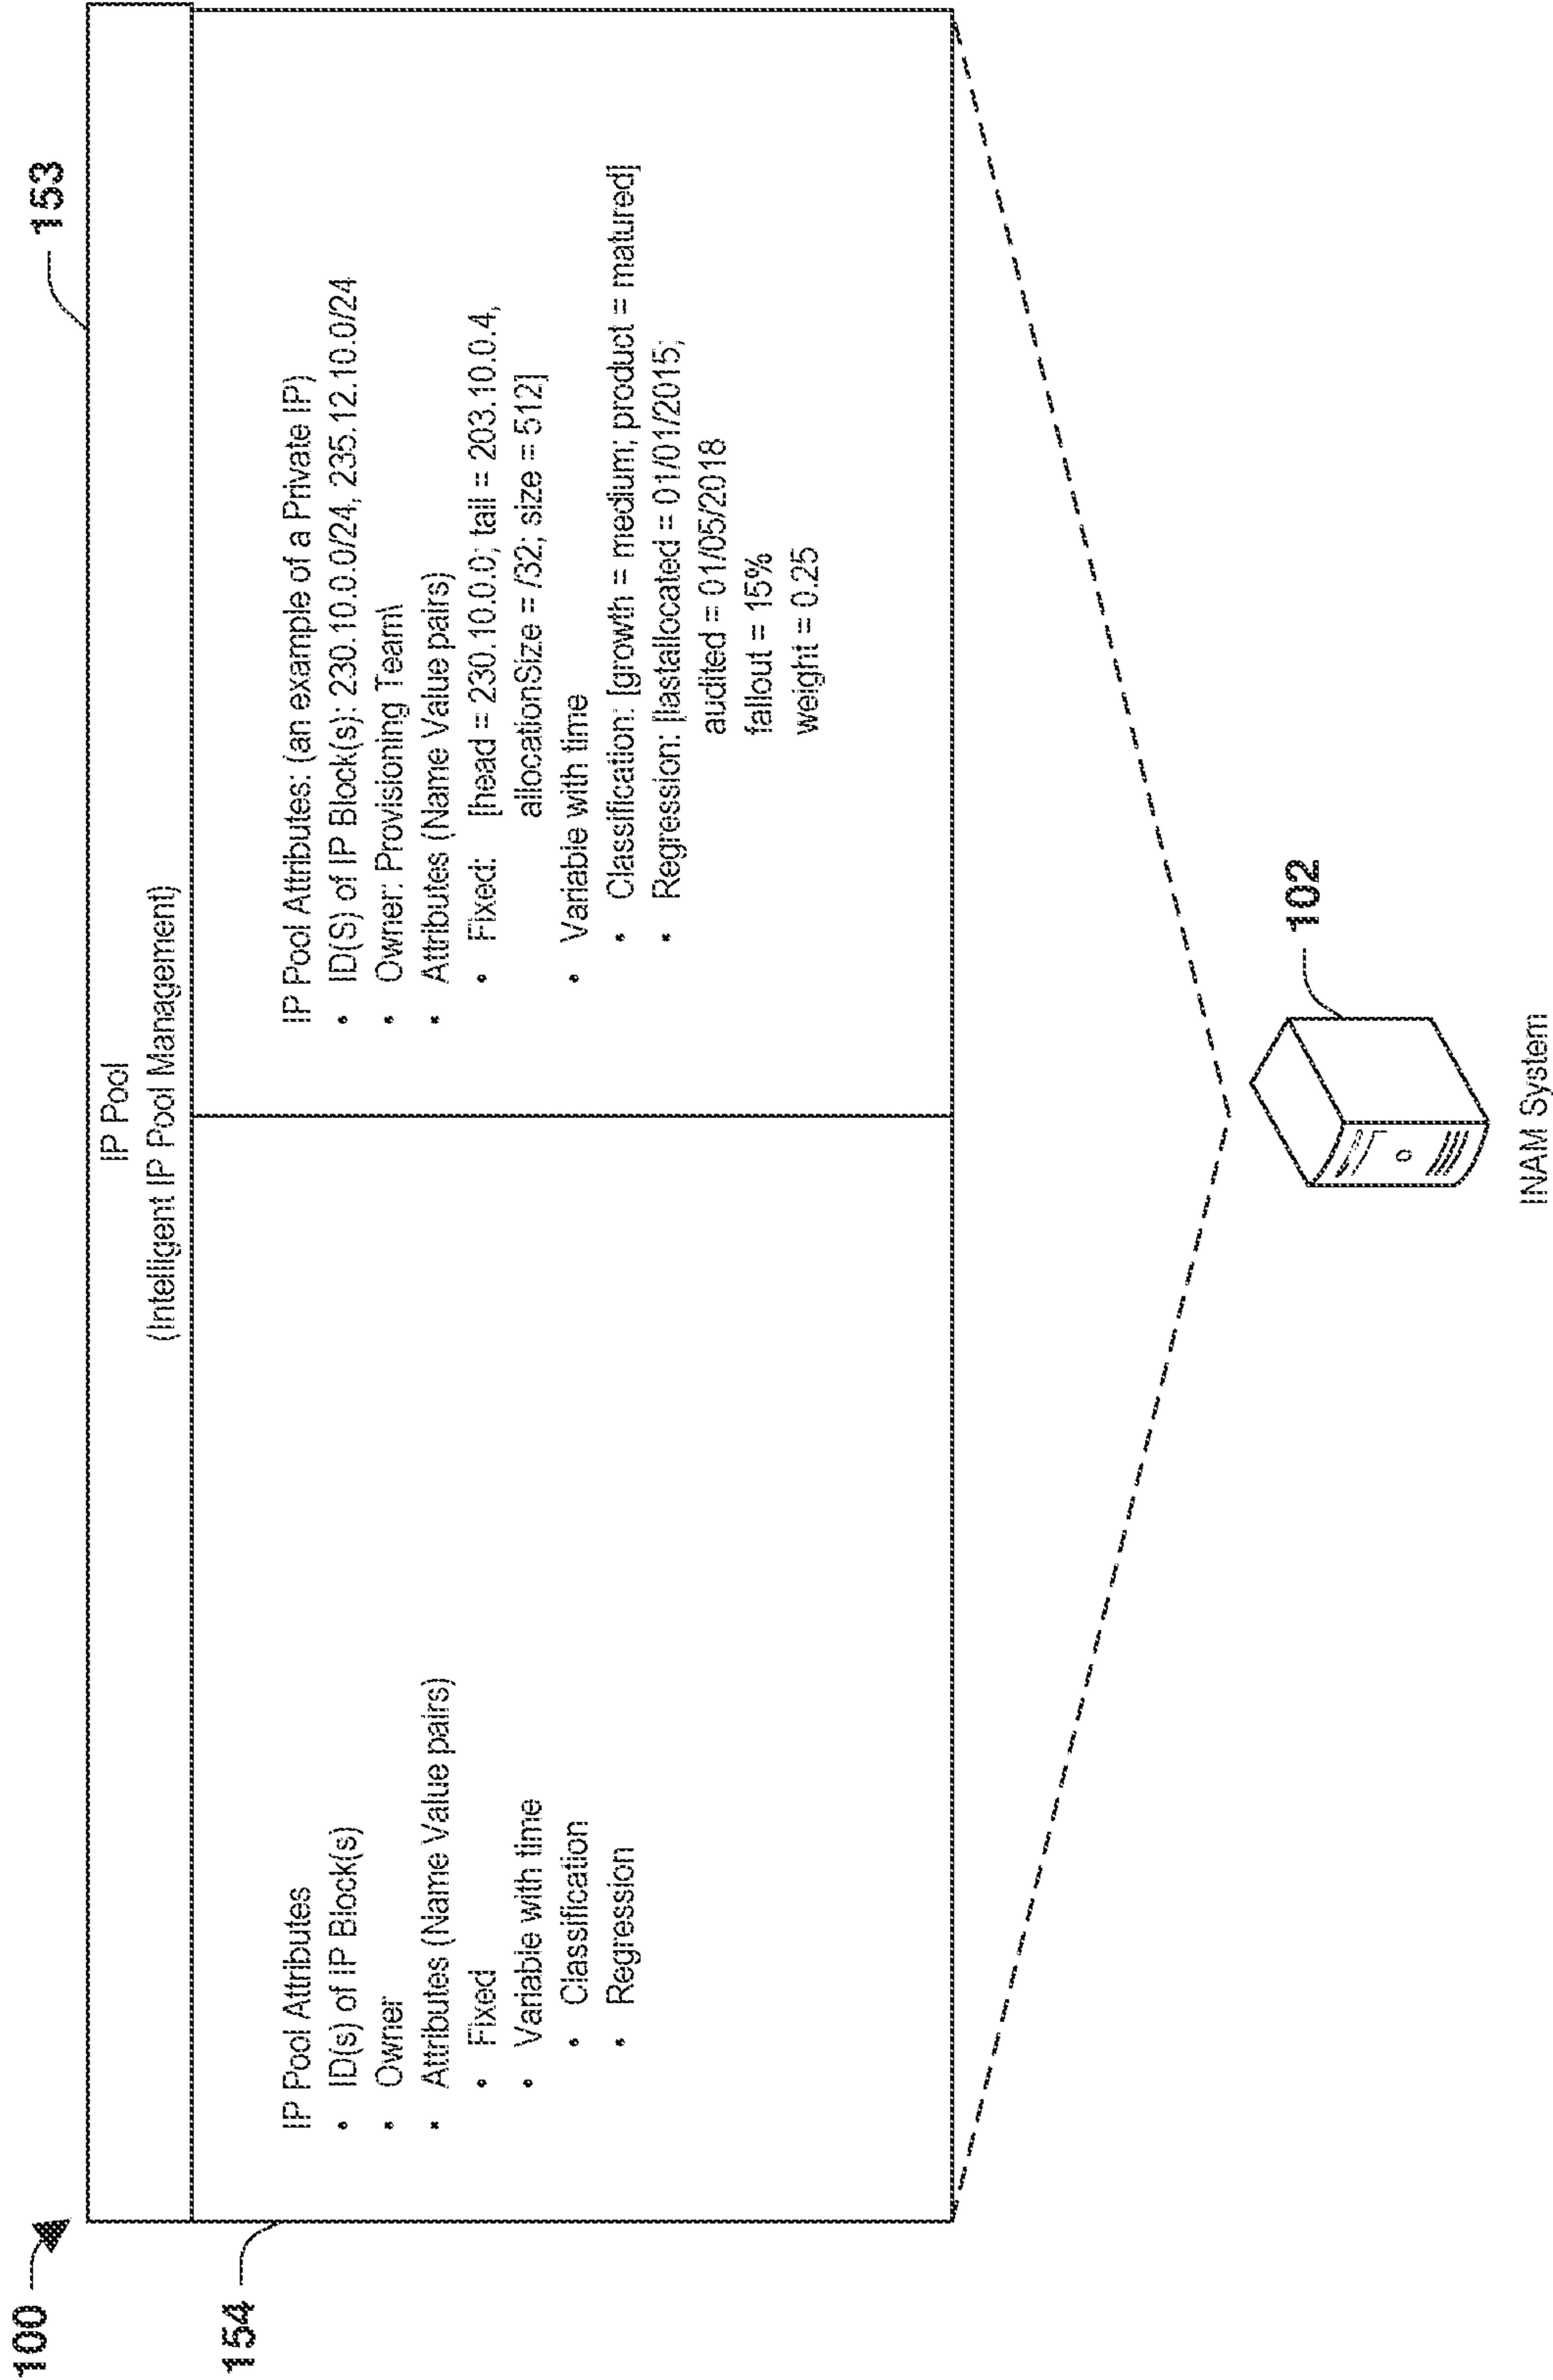 100
153
IP Pool
(Intelligent IP Pool Management)
154
IP Pool Attributes
• ID(s) of IP Block(s)
• Owner
• Attributes (Name Value pairs)
• Fixed
• Variable with time
• Classification
• Regression
IP Pool Attributes: (an example of a Private IP)
• ID(S) of IP Block(s): 230.10.0.0/24, 235.12.10.0/24
• Owner: Provisioning Team\
• Attributes (Name Value pairs)
• Fixed: [head = 230.10.0.0; tail = 203.10.0.4,
allocationSize = /32; size = 512]
• Variable with time
• Classification: [growth = medium; product = matured]
• Regression: [lastallocated = 01/01/2015;
audited = 01/05/2018
fallout = 15%
weight = 0.25
102
INAM System